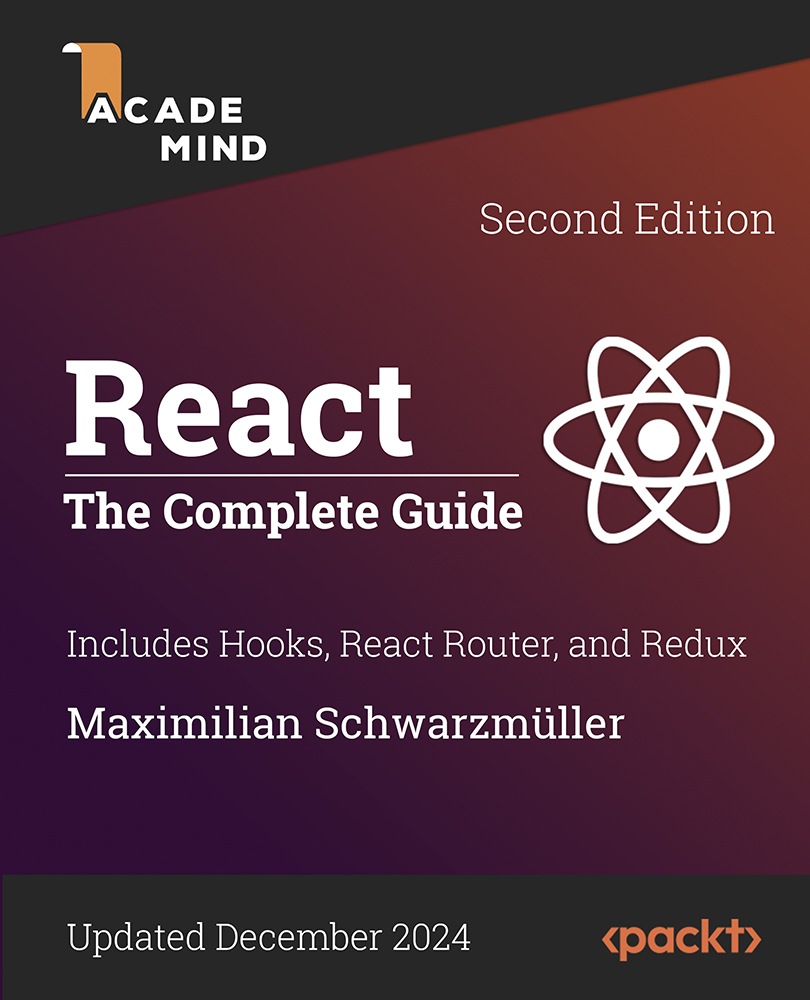 ACADE
MIND
Second Edition
React
The Complete Guide
Includes Hooks, React Router, and Redux
Maximilian Schwarzmüller
Updated December 2024
<packt>